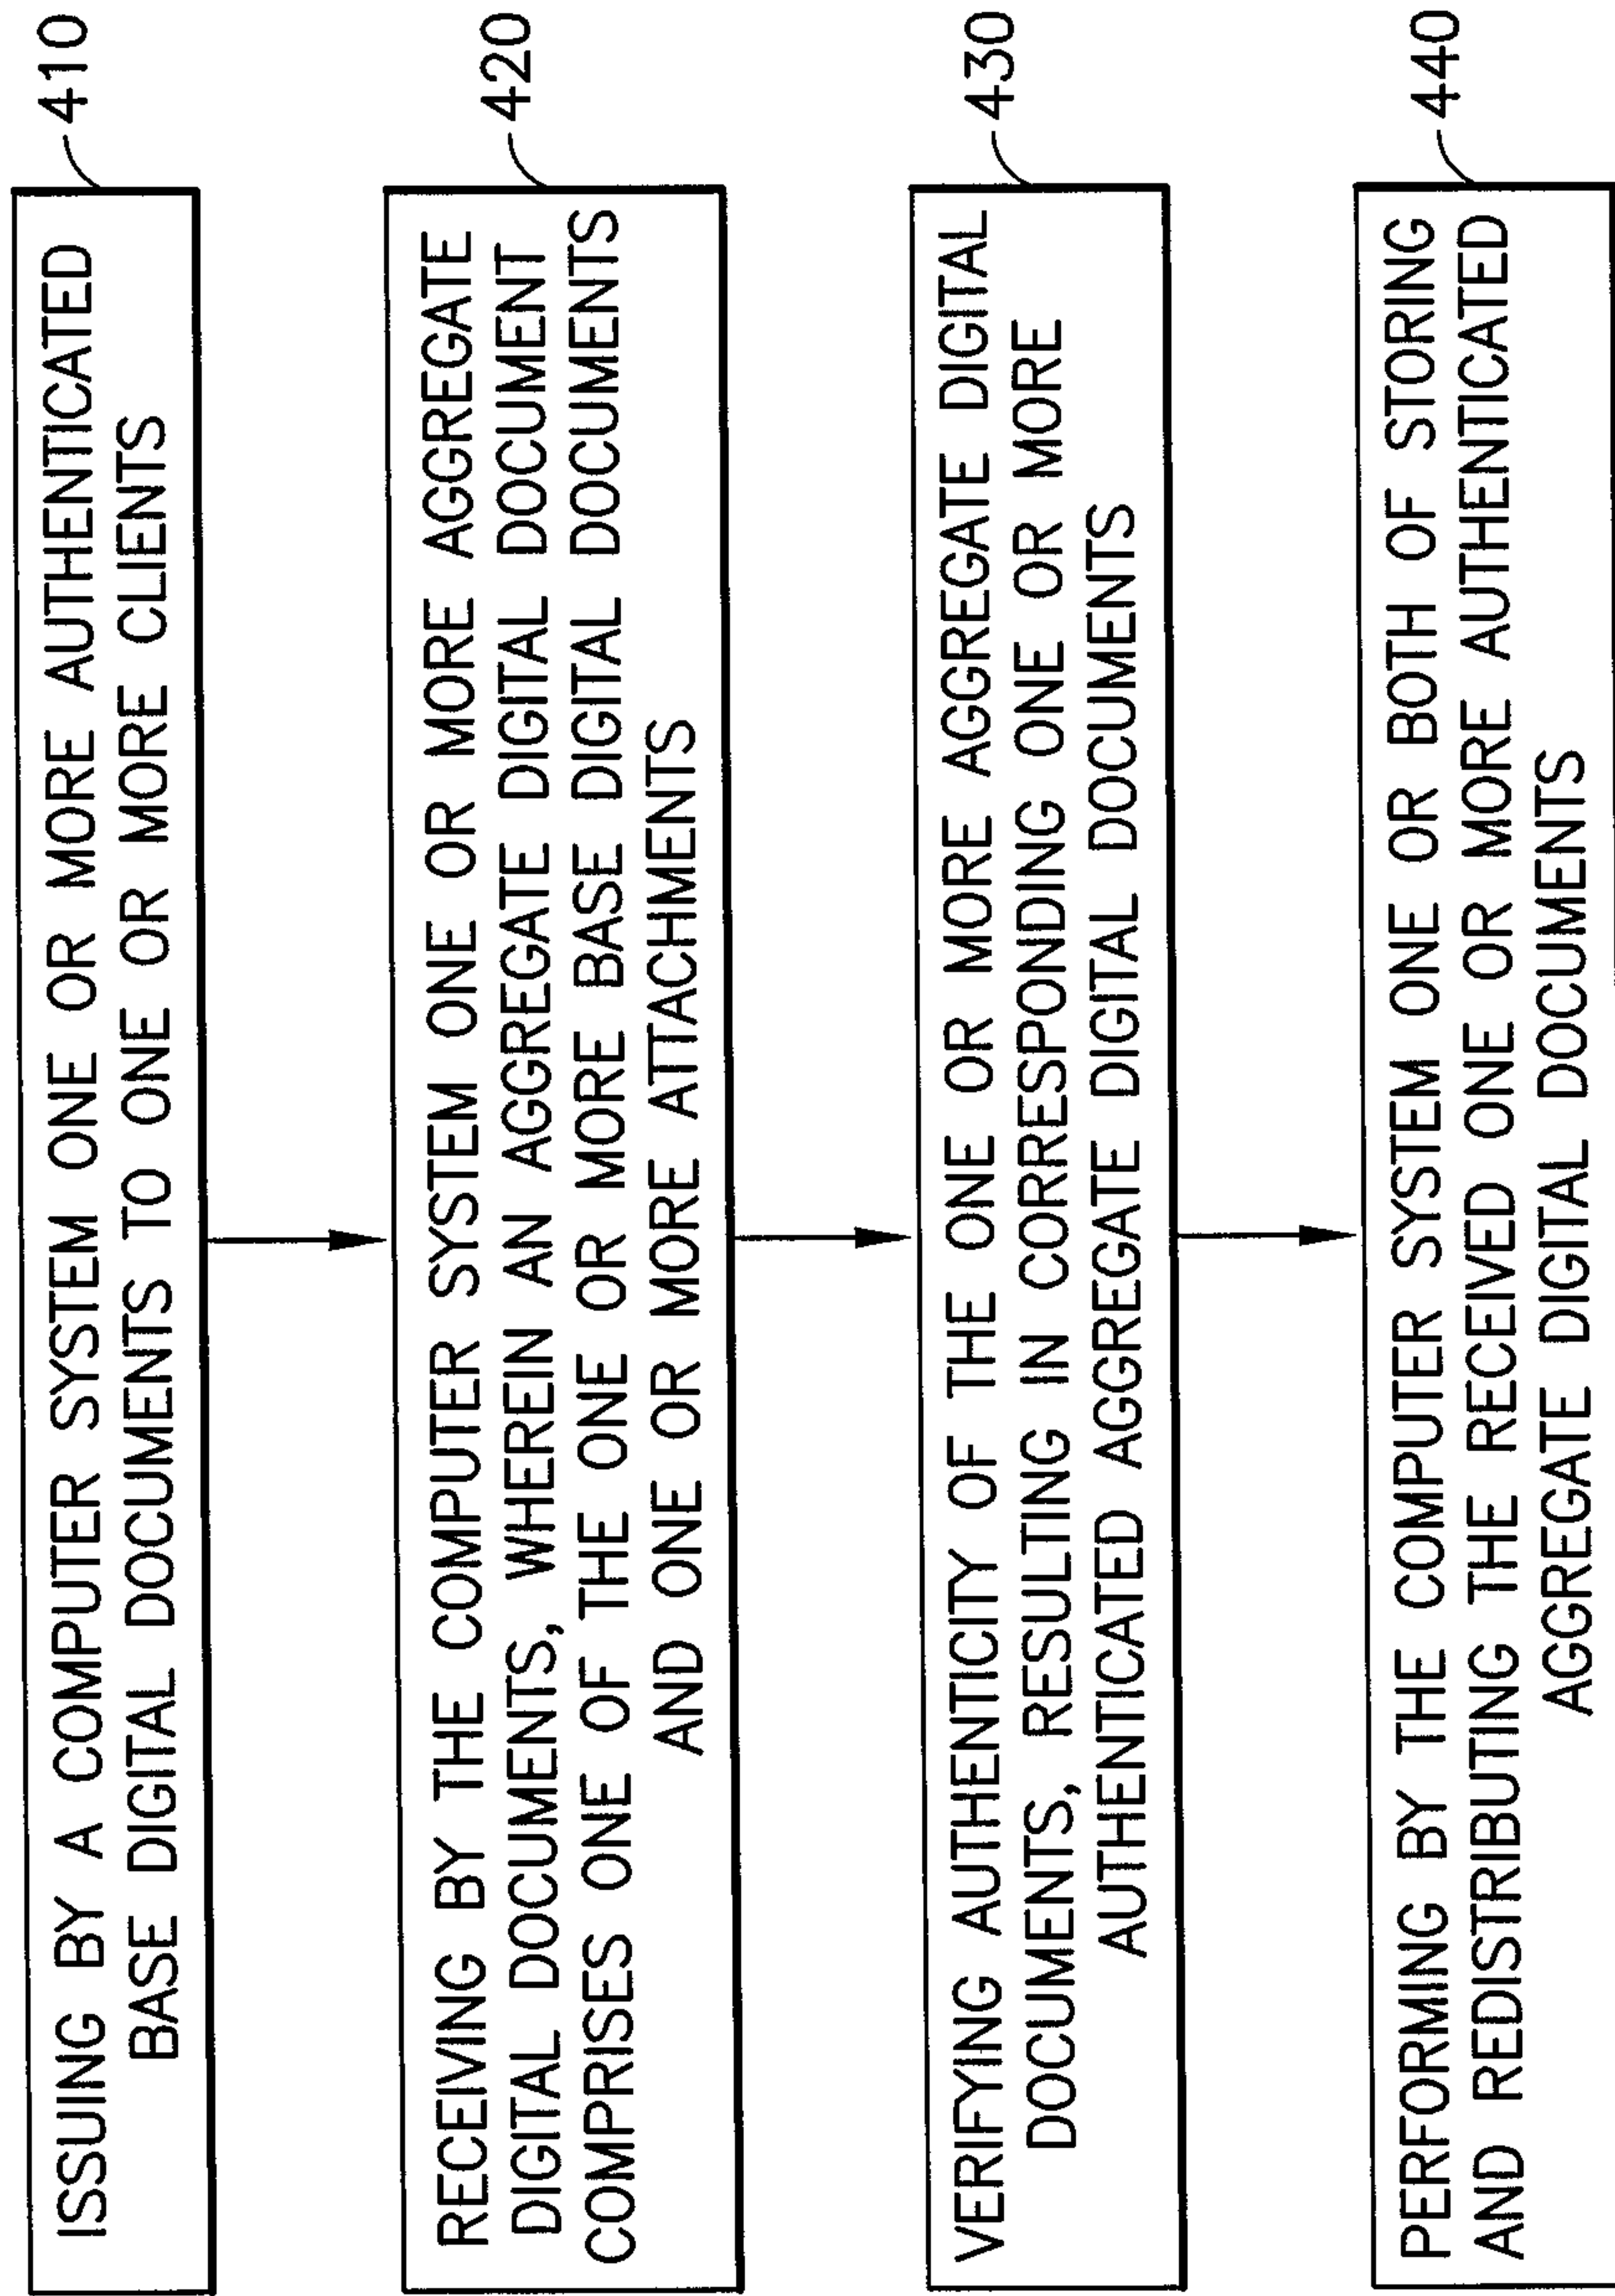 ISSUING BY A COMPUTER SYSTEM ONE OR MORE AUTHENTICATED
BASE DIGITAL DOCUMENTS TO ONE OR MORE CLIENTS
410
RECEIVING BY THE COMPUTER SYSTEM ONE OR MORE AGGREGATE
DIGITAL DOCUMENTS, WHEREIN AN AGGREGATE DIGITAL DOCUMENT
COMPRISES ONE OF THE ONE OR MORE BASE DIGITAL DOCUMENTS
AND ONE OR MORE ATTACHMENTS
420
VERIFYING AUTHENTICITY OF THE ONE OR MORE AGGREGATE DIGITAL
DOCUMENTS, RESULTING IN CORRESPONDING ONE OR MORE
AUTHENTICATED AGGREGATE DIGITAL DOCUMENTS
430
PERFORMING BY THE COMPUTER SYSTEM ONE OR BOTH OF STORING
AND REDISTRIBUTING THE RECEIVED ONE OR MORE AUTHENTICATED
AGGREGATE DIGITAL DOCUMENTS
440